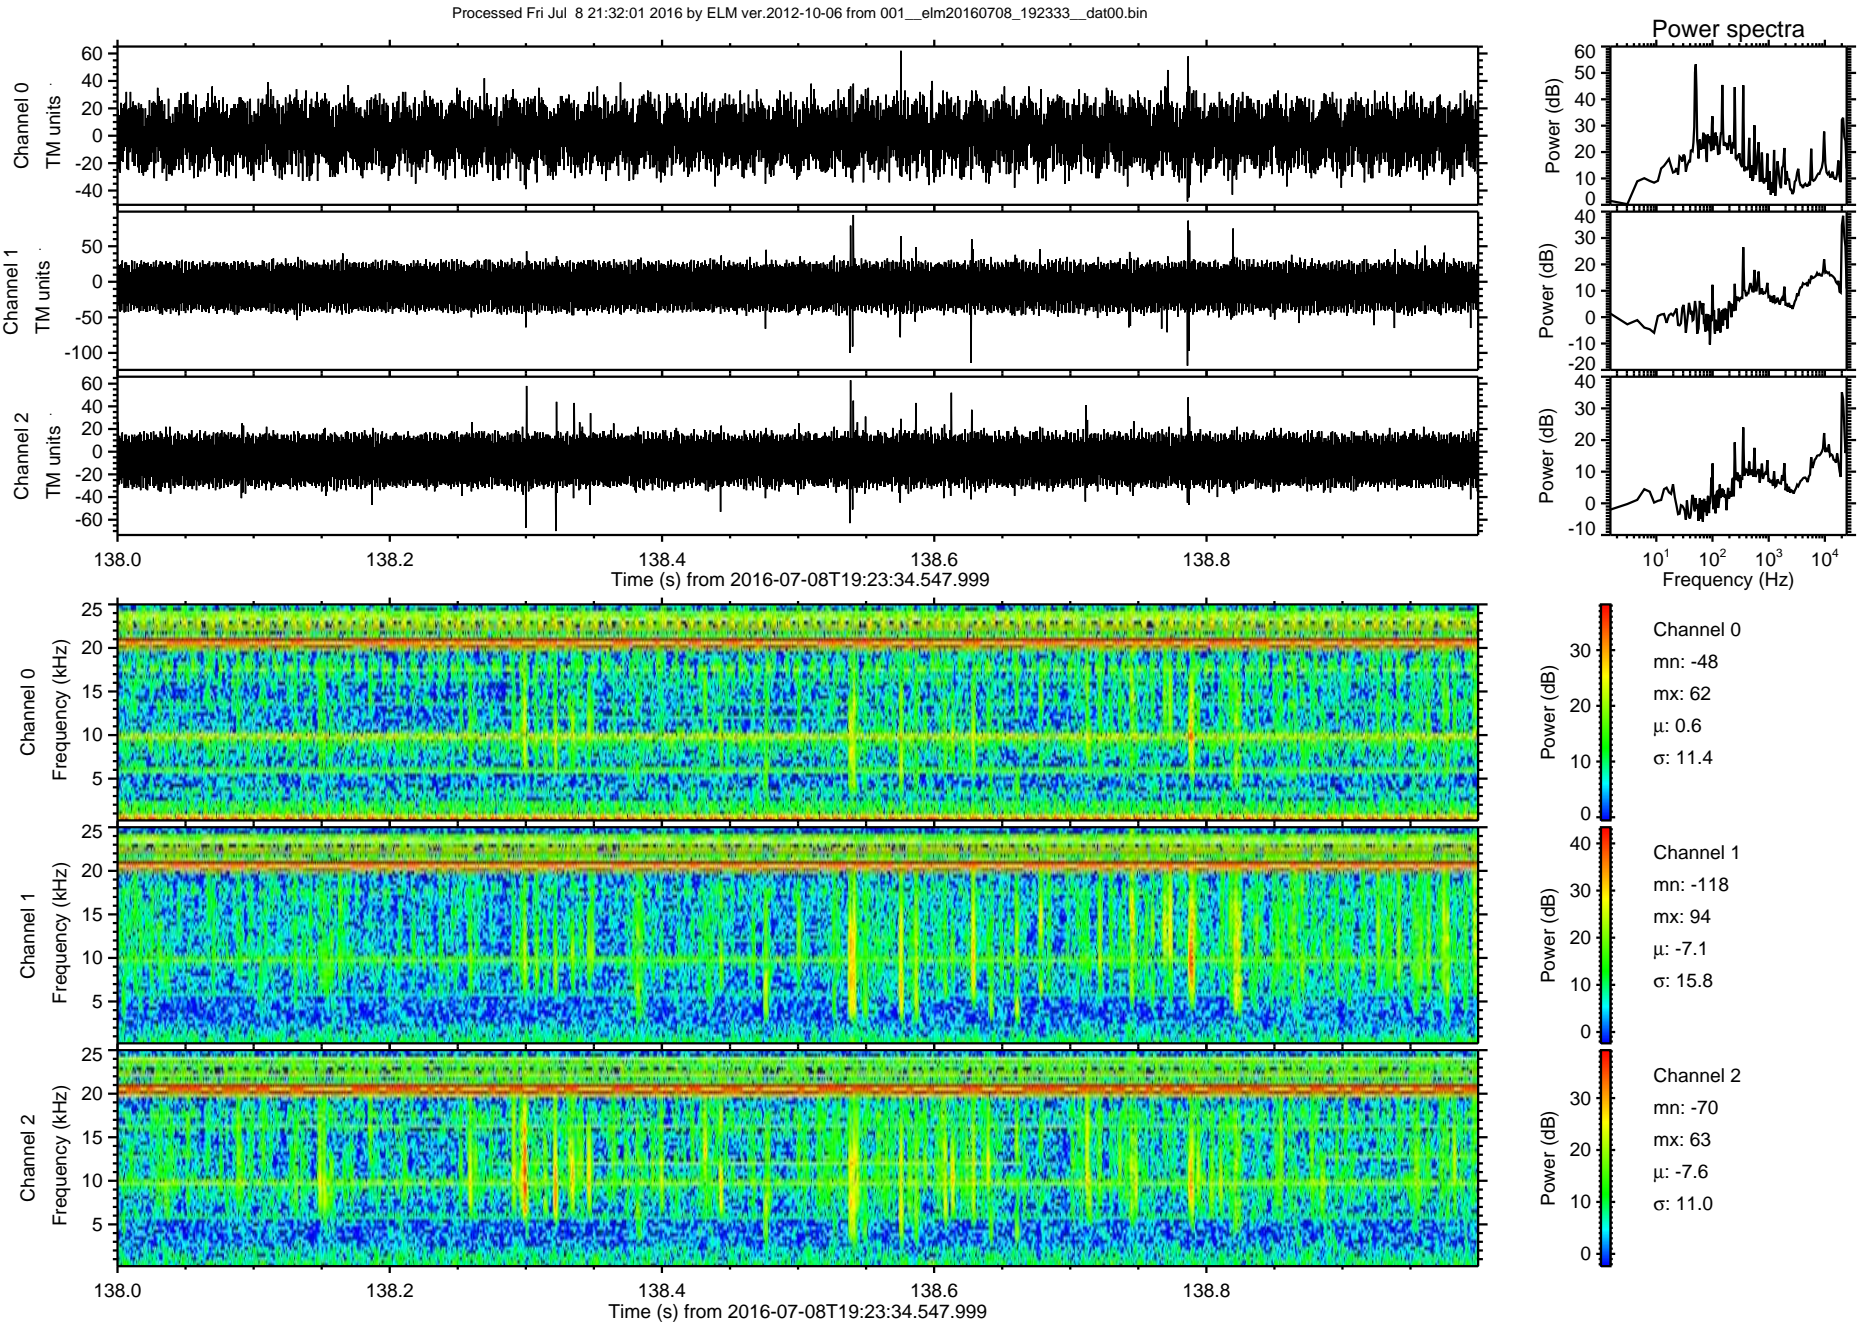 Processed Fri Jul  8 21:32:01 2016 by ELM ver.2012-10-06 from 001__elm20160708_192333__dat00.bin
Power spectra
Channel 0
TM units
60
40
20
0
-20
-40
Power (dB)
60
50
40
30
20
10
0
Channel 1
TM units
50
0
-50
-100
Power (dB)
40
30
20
10
0
-10
-20
Channel 2
TM units
60
40
20
0
-20
-40
-60
Power (dB)
40
30
20
10
0
-10
138.0 138.2 138.4 138.6 138.8
Time (s) from 2016-07-08T19:23:34.547.999
10^1 10^2 10^3 10^4
Frequency (Hz)
Channel 0
Frequency (kHz)
25
20
15
10
5
Power (dB)
30
20
10
0
Channel 0
mn: -48
mx: 62
μ: 0.6
σ: 11.4
Channel 1
Frequency (kHz)
25
20
15
10
5
Power (dB)
40
30
20
10
0
Channel 1
mn: -118
mx: 94
μ: -7.1
σ: 15.8
Channel 2
Frequency (kHz)
25
20
15
10
5
Power (dB)
30
20
10
0
Channel 2
mn: -70
mx: 63
μ: -7.6
σ: 11.0
138.0 138.2 138.4 138.6 138.8
Time (s) from 2016-07-08T19:23:34.547.999